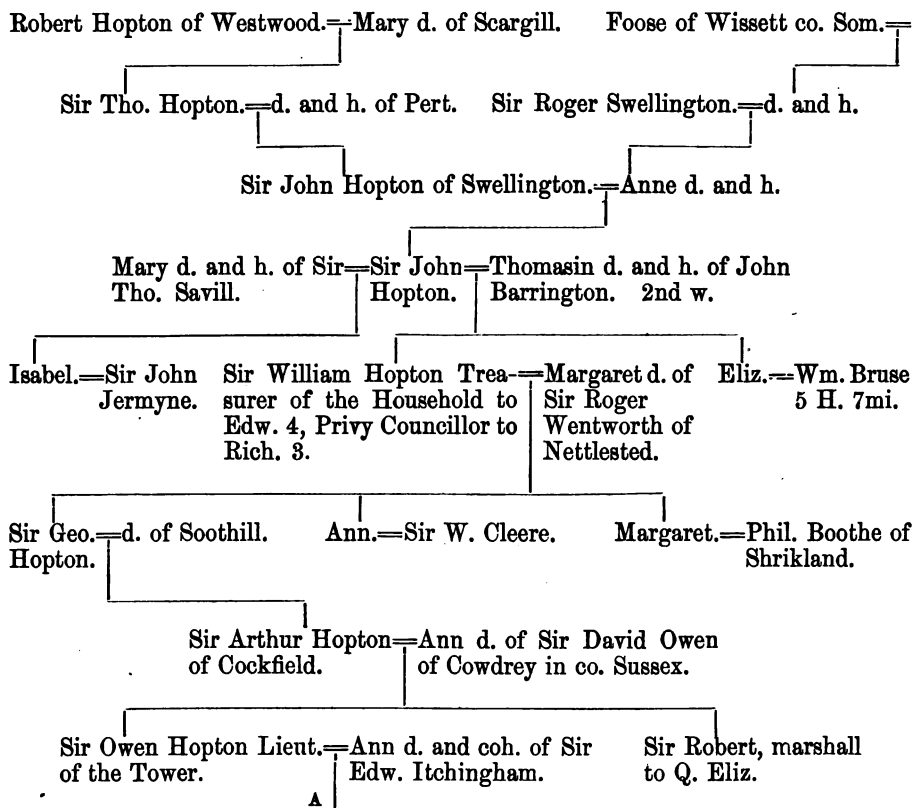 Robert Hopton of Westwood.=Mary d. of Scargill. Foose of Wissett co. Som.=
Sir Tho. Hopton.=d. and h. of Pert. Sir Roger Swellington.=d. and h.
Sir John Hopton of Swellington.=Anne d. and h.
Mary d. and h. of Sir=Sir John=Thomasin d. and h. of John
Tho. Savill. Hopton. Barrington. 2nd w.
Isabel.=Sir John Sir William Hopton Trea-=Margaret d. of Eliz.=Wm. Bruse
Jermyne. surer of the Household to Sir Roger 5 H. 7mi.
Edw. 4, Privy Councillor to Wentworth of
Rich. 3. Nettlested.
Sir Geo.=d. of Soothill. Ann.=Sir W. Cleere. Margaret.=Phil. Boothe of
Hopton. Shrikland.
Sir Arthur Hopton=Ann d. of Sir David Owen
of Cockfield. of Cowdrey in co. Sussex.
Sir Owen Hopton Lieut.=Ann d. and coh. of Sir Sir Robert, marshall
of the Tower. Edw. Itchingham. to Q. Eliz.
A